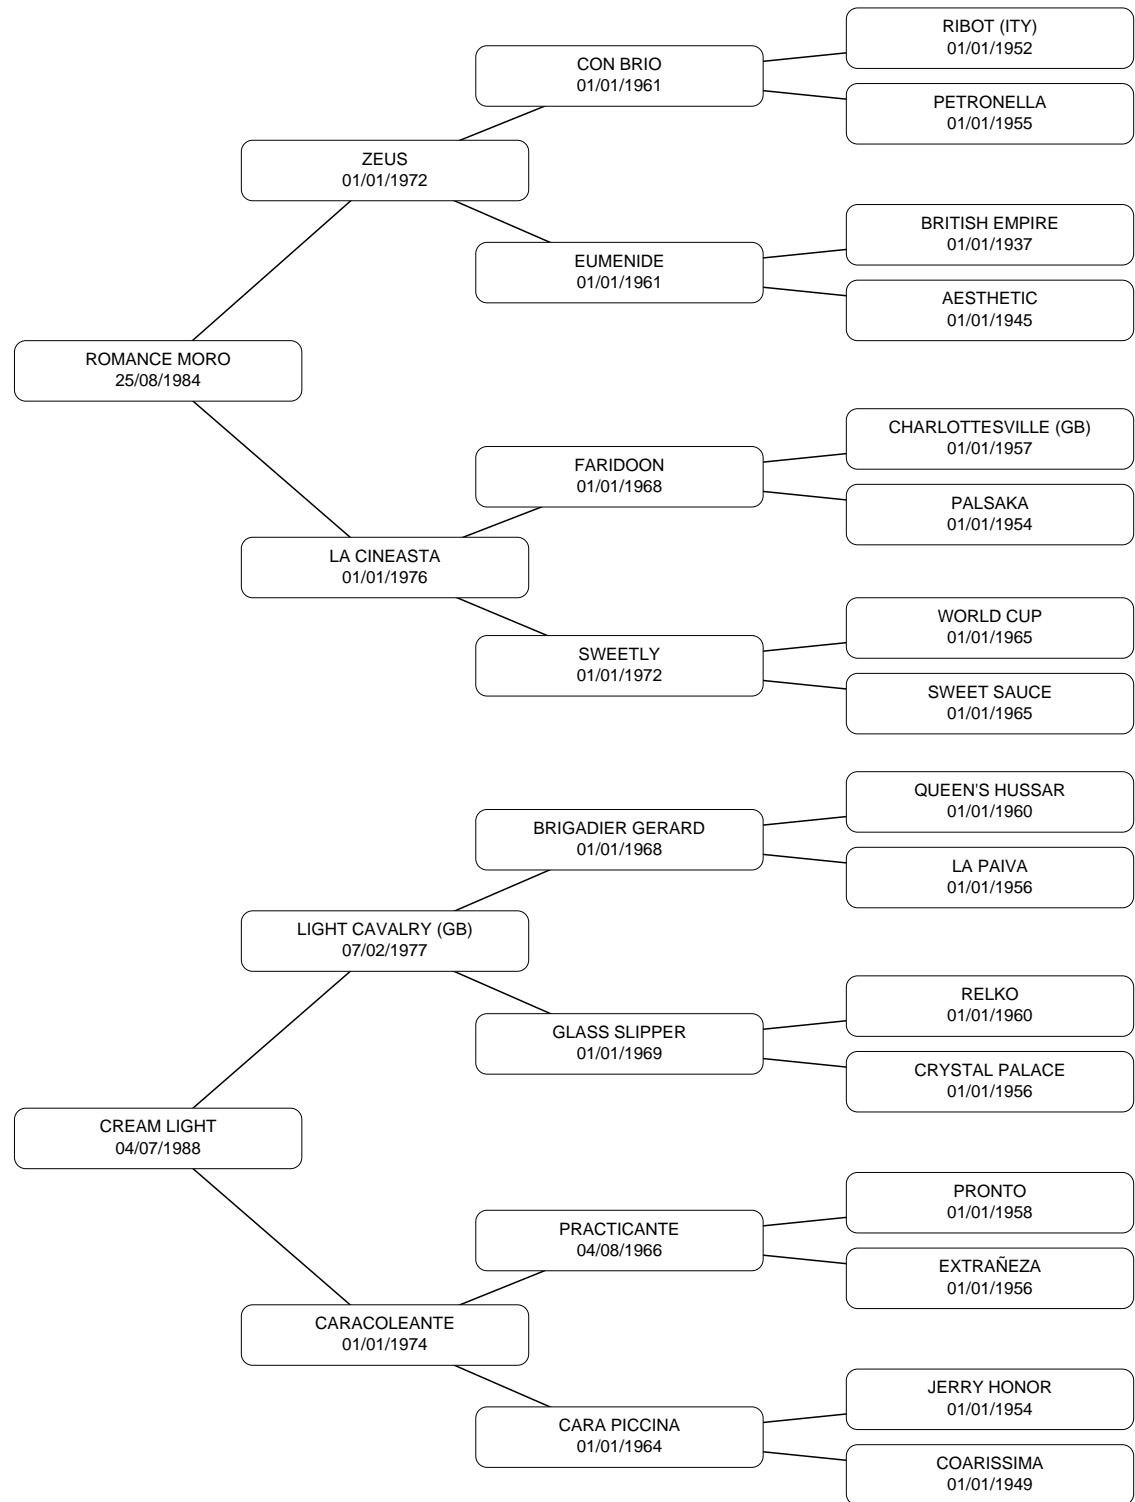 RIBOT (ITY)
01/01/1952
CON BRIO
01/01/1961
PETRONELLA
01/01/1955
ZEUS
01/01/1972
BRITISH EMPIRE
01/01/1937
EUMENIDE
01/01/1961
AESTHETIC
01/01/1945
ROMANCE MORO
25/08/1984
CHARLOTTESVILLE (GB)
01/01/1957
FARIDOON
01/01/1968
PALSAKA
01/01/1954
LA CINEASTA
01/01/1976
WORLD CUP
01/01/1965
SWEETLY
01/01/1972
SWEET SAUCE
01/01/1965
QUEEN'S HUSSAR
01/01/1960
BRIGADIER GERARD
01/01/1968
LA PAIVA
01/01/1956
LIGHT CAVALRY (GB)
07/02/1977
RELKO
01/01/1960
GLASS SLIPPER
01/01/1969
CRYSTAL PALACE
01/01/1956
CREAM LIGHT
04/07/1988
PRONTO
01/01/1958
PRACTICANTE
04/08/1966
EXTRAÑEZA
01/01/1956
CARACOLEANTE
01/01/1974
JERRY HONOR
01/01/1954
CARA PICCINA
01/01/1964
COARISSIMA
01/01/1949